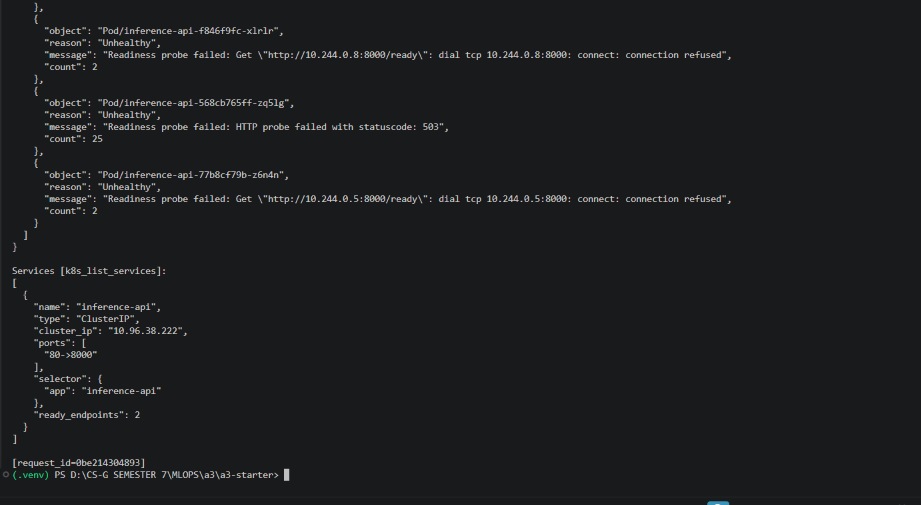 },
{
"object": "Pod/inference-api-f846f9fc-xlrlr",
"reason": "Unhealthy",
"message": "Readiness probe failed: Get \"http://10.244.0.8:8000/ready\": dial tcp 10.244.0.8:8000: connect: connection refused",
"count": 2
},
{
"object": "Pod/inference-api-568cb765ff-zq5lg",
"reason": "Unhealthy",
"message": "Readiness probe failed: HTTP probe failed with statuscode: 503",
"count": 25
},
{
"object": "Pod/inference-api-77b8cf79b-z6n4n",
"reason": "Unhealthy",
"message": "Readiness probe failed: Get \"http://10.244.0.5:8000/ready\": dial tcp 10.244.0.5:8000: connect: connection refused",
"count": 2
}
]
}
Services [k8s_list_services]:
[
{
"name": "inference-api",
"type": "ClusterIP",
"cluster_ip": "10.96.38.222",
"ports": [
"80->8000"
],
"selector": {
"app": "inference-api"
},
"ready_endpoints": 2
}
]
[request_id=0be214304893]
(.venv) PS D:\CS-G SEMESTER 7\MLOPS\a3\a3-starter>